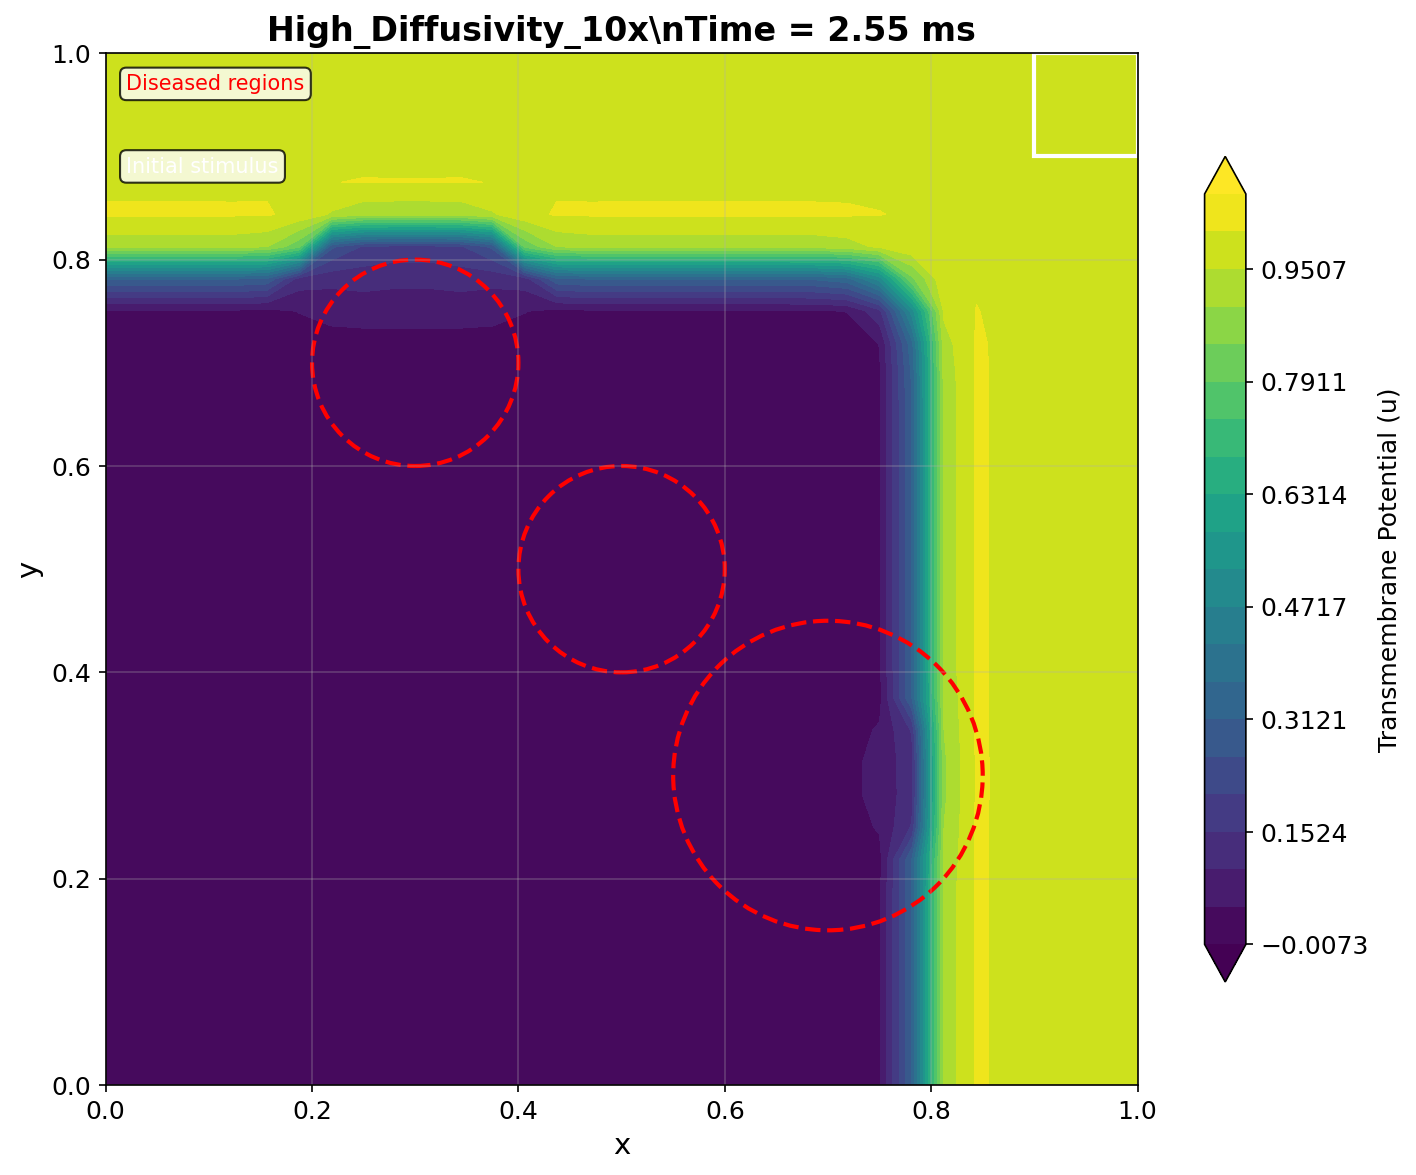 High_Diffusivity_10x\nTime = 2.55 ms
Diseased regions
Initial stimulus
1.0
0.8
0.6
0.4
0.2
0.0
y
0.0 0.2 0.4 0.6 0.8 1.0
x
0.9507
0.7911
0.6314
0.4717
0.3121
0.1524
−0.0073
Transmembrane Potential (u)